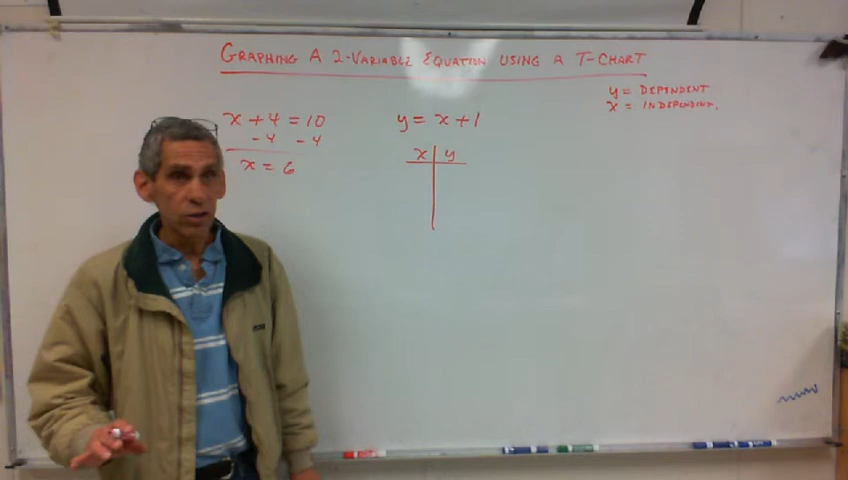 GRAPHING A 2-VARIABLE EQUATION USING A T-CHART
y = DEPENDENT
x = INDEPENDENT.
x + 4 = 10
- 4 - 4
x = 6
y = x + 1
x y